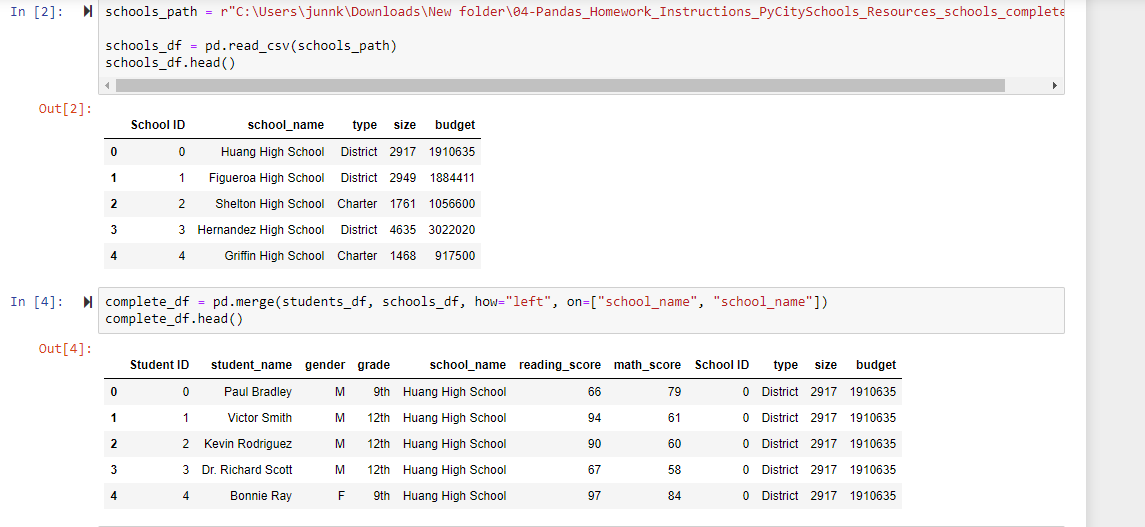 In [2]: schools_path = r"C:\Users\junnk\Downloads\New folder\04-Pandas_Homework_Instructions_PyCitySchools_Resources_schools_complete
schools_df = pd.read_csv(schools_path)
schools_df.head()
Out[2]:
School ID school_name type size budget
0 0 Huang High School District 2917 1910635
1 1 Figueroa High School District 2949 1884411
2 2 Shelton High School Charter 1761 1056600
3 3 Hernandez High School District 4635 3022020
4 4 Griffin High School Charter 1468 917500
In [4]: complete_df = pd.merge(students_df, schools_df, how="left", on=["school_name", "school_name"])
complete_df.head()
Out[4]:
Student ID student_name gender grade school_name reading_score math_score School ID type size budget
0 0 Paul Bradley M 9th Huang High School 66 79 0 District 2917 1910635
1 1 Victor Smith M 12th Huang High School 94 61 0 District 2917 1910635
2 2 Kevin Rodriguez M 12th Huang High School 90 60 0 District 2917 1910635
3 3 Dr. Richard Scott M 12th Huang High School 67 58 0 District 2917 1910635
4 4 Bonnie Ray F 9th Huang High School 97 84 0 District 2917 1910635